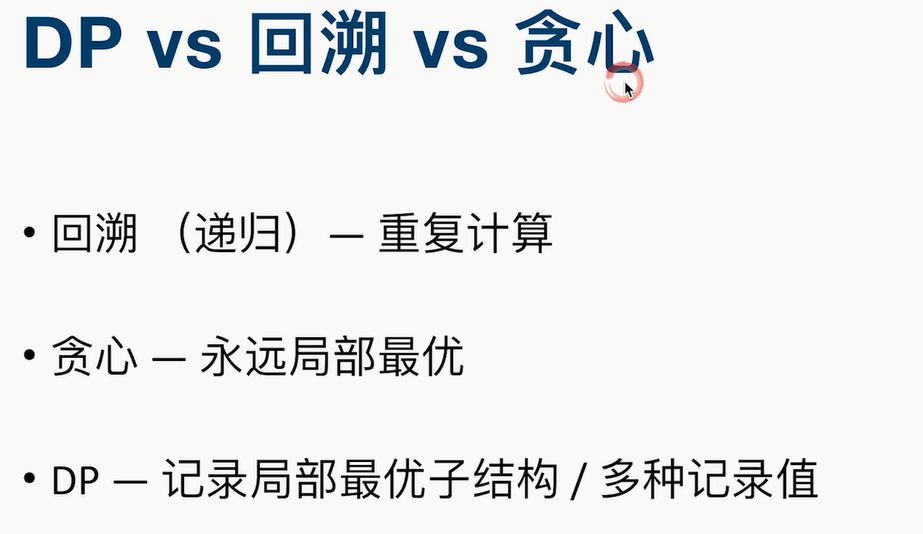 DP vs 回溯 vs 贪心
• 回溯 （递归）— 重复计算
• 贪心 — 永远局部最优
• DP — 记录局部最优子结构 / 多种记录值